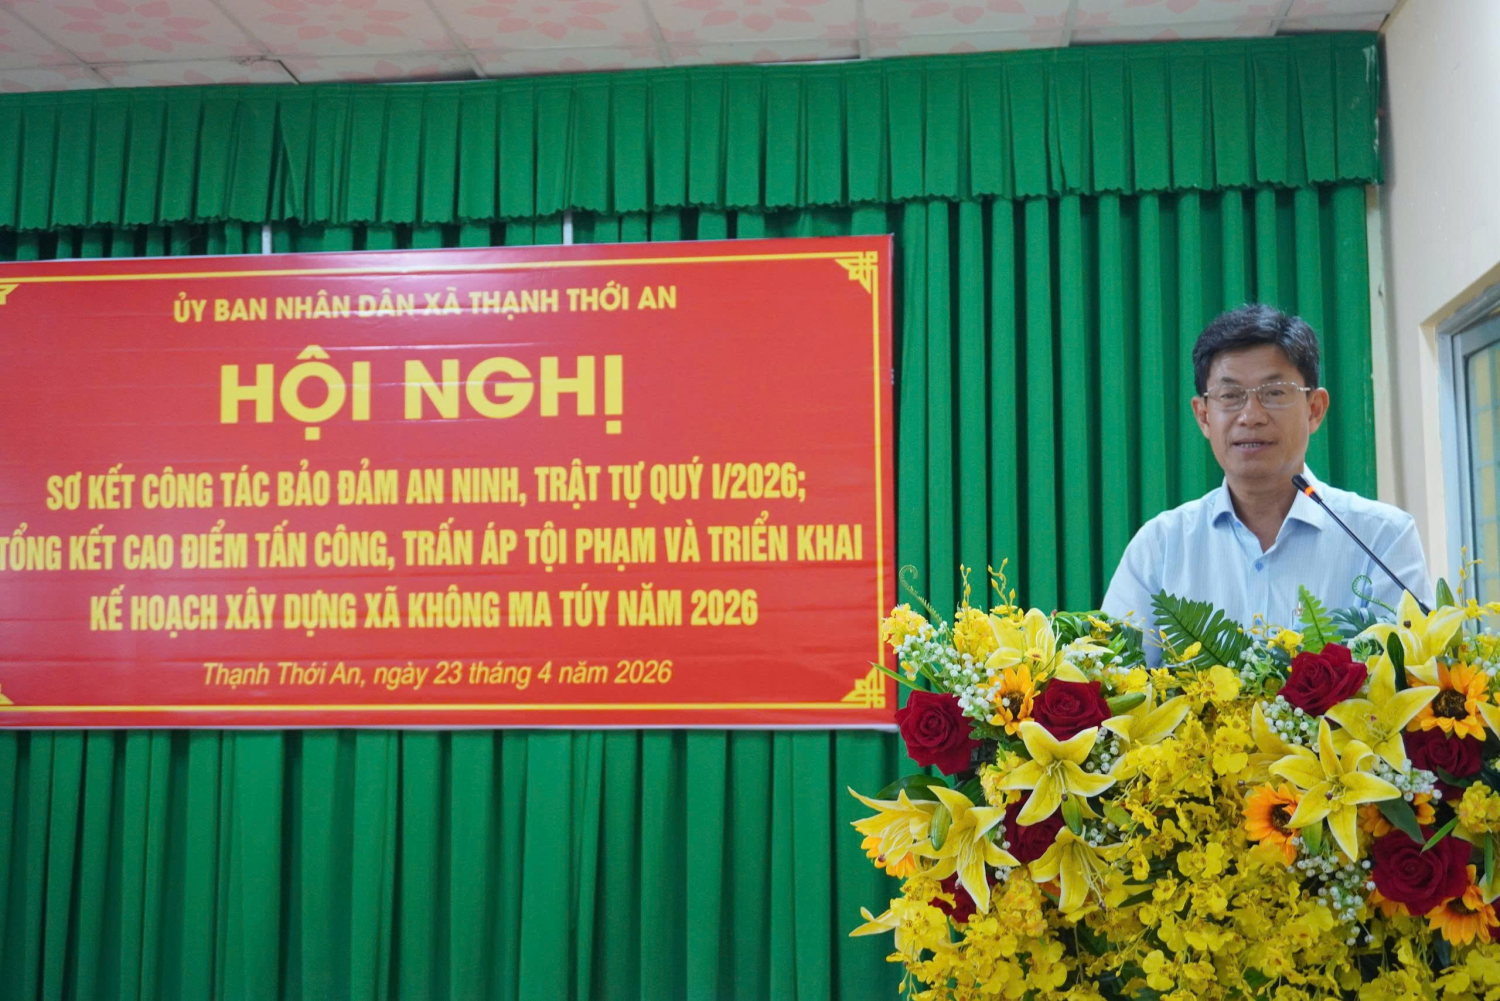 ỦY BAN NHÂN DÂN XÃ THẠNH THỚI AN
HỘI NGHỊ
SƠ KẾT CÔNG TÁC BẢO ĐẢM AN NINH, TRẬT TỰ QUÝ I/2026;
TỔNG KẾT CAO ĐIỂM TẤN CÔNG, TRẤN ÁP TỘI PHẠM VÀ TRIỂN KHAI
KẾ HOẠCH XÂY DỰNG XÃ KHÔNG MA TÚY NĂM 2026
Thạnh Thới An, ngày 23 tháng 4 năm 2026